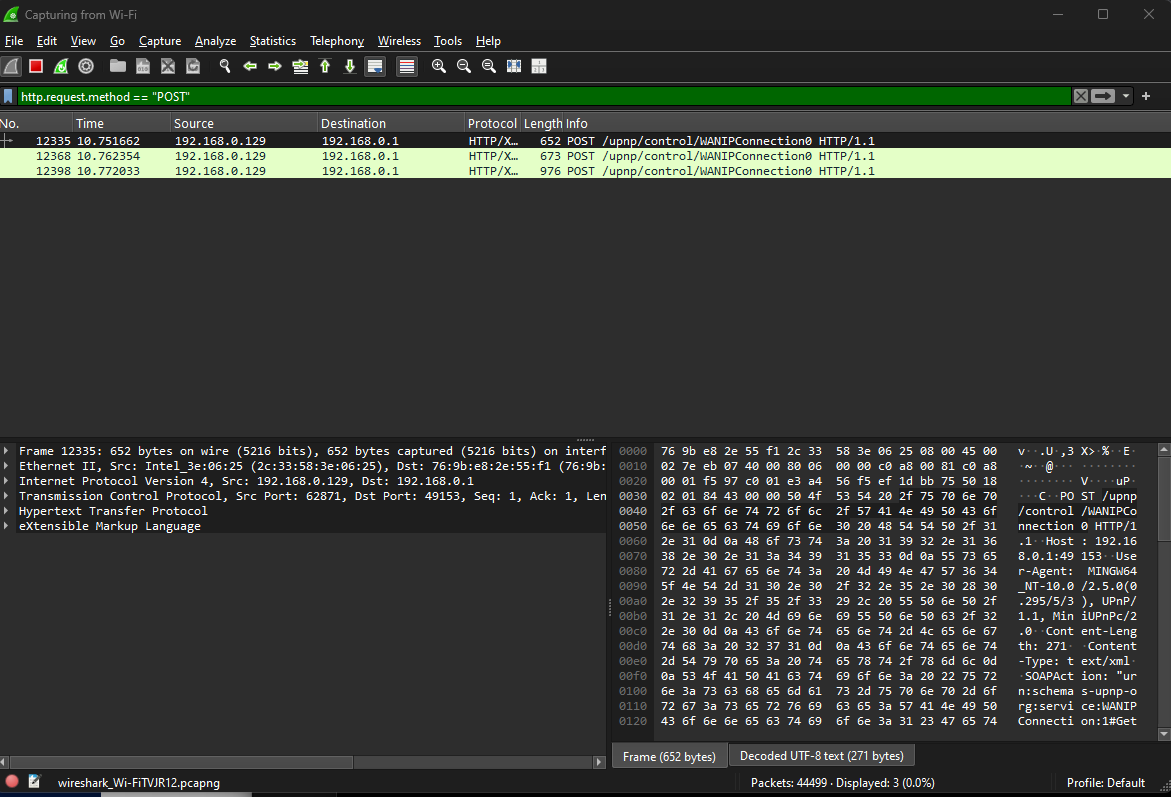 Capturing from Wi-Fi
File Edit View Go Capture Analyze Statistics Telephony Wireless Tools Help
http.request.method == "POST"
No. Time Source Destination Protocol Length Info
12335 10.751662 192.168.0.129 192.168.0.1 HTTP/X… 652 POST /upnp/control/WANIPConnection0 HTTP/1.1
12368 10.762354 192.168.0.129 192.168.0.1 HTTP/X… 673 POST /upnp/control/WANIPConnection0 HTTP/1.1
12398 10.772033 192.168.0.129 192.168.0.1 HTTP/X… 976 POST /upnp/control/WANIPConnection0 HTTP/1.1
Frame 12335: 652 bytes on wire (5216 bits), 652 bytes captured (5216 bits) on interf
Ethernet II, Src: Intel_3e:06:25 (2c:33:58:3e:06:25), Dst: 76:9b:e8:2e:55:f1 (76:9b:
Internet Protocol Version 4, Src: 192.168.0.129, Dst: 192.168.0.1
Transmission Control Protocol, Src Port: 62871, Dst Port: 49153, Seq: 1, Ack: 1, Len
Hypertext Transfer Protocol
eXtensible Markup Language
0000 76 9b e8 2e 55 f1 2c 33 58 3e 06 25 08 00 45 00 v··.U·,3 X>·%··E·
0010 02 7e eb 07 40 00 80 06 00 00 c0 a8 00 81 c0 a8 ·~··@··· ········
0020 00 01 f5 97 c0 01 e3 a4 56 f5 ef 1d bb 75 50 18 ········ V····uP·
0030 02 01 84 43 00 00 50 4f 53 54 20 2f 75 70 6e 70 ···C··PO ST /upnp
0040 2f 63 6f 6e 74 72 6f 6c 2f 57 41 4e 49 50 43 6f /control /WANIPCo
0050 6e 6e 65 63 74 69 6f 6e 30 20 48 54 54 50 2f 31 nnection 0 HTTP/1
0060 2e 31 0d 0a 48 6f 73 74 3a 20 31 39 32 2e 31 36 .1··Host : 192.16
0070 38 2e 30 2e 31 3a 34 39 31 35 33 0d 0a 55 73 65 8.0.1:49 153··Use
0080 72 2d 41 67 65 6e 74 3a 20 4d 49 4e 47 57 36 34 r-Agent: MINGW64
0090 5f 4e 54 2d 31 30 2e 30 2f 32 2e 35 2e 30 28 30 _NT-10.0 /2.5.0(0
00a0 2e 32 39 35 2f 35 2f 33 29 2c 20 55 50 6e 50 2f .295/5/3 ), UPnP/
00b0 31 2e 31 2c 20 4d 69 6e 69 55 50 6e 50 63 2f 32 1.1, Min iUPnPc/2
00c0 2e 30 0d 0a 43 6f 6e 74 65 6e 74 2d 4c 65 6e 67 .0··Cont ent-Leng
00d0 74 68 3a 20 32 37 31 0d 0a 43 6f 6e 74 65 6e 74 th: 271· ·Content
00e0 2d 54 79 70 65 3a 20 74 65 78 74 2f 78 6d 6c 0d -Type: t ext/xml·
00f0 0a 53 4f 41 50 41 63 74 69 6f 6e 3a 20 22 75 72 ·SOAPAct ion: "ur
0100 6e 3a 73 63 68 65 6d 61 73 2d 75 70 6e 70 2d 6f n:schema s-upnp-o
0110 72 67 3a 73 65 72 76 69 63 65 3a 57 41 4e 49 50 rg:servi ce:WANIP
0120 43 6f 6e 6e 65 63 74 69 6f 6e 3a 31 23 47 65 74 Connecti on:1#Get
Frame (652 bytes) Decoded UTF-8 text (271 bytes)
wireshark_Wi-FiTVJR12.pcapng Packets: 44499 · Displayed: 3 (0.0%) Profile: Default